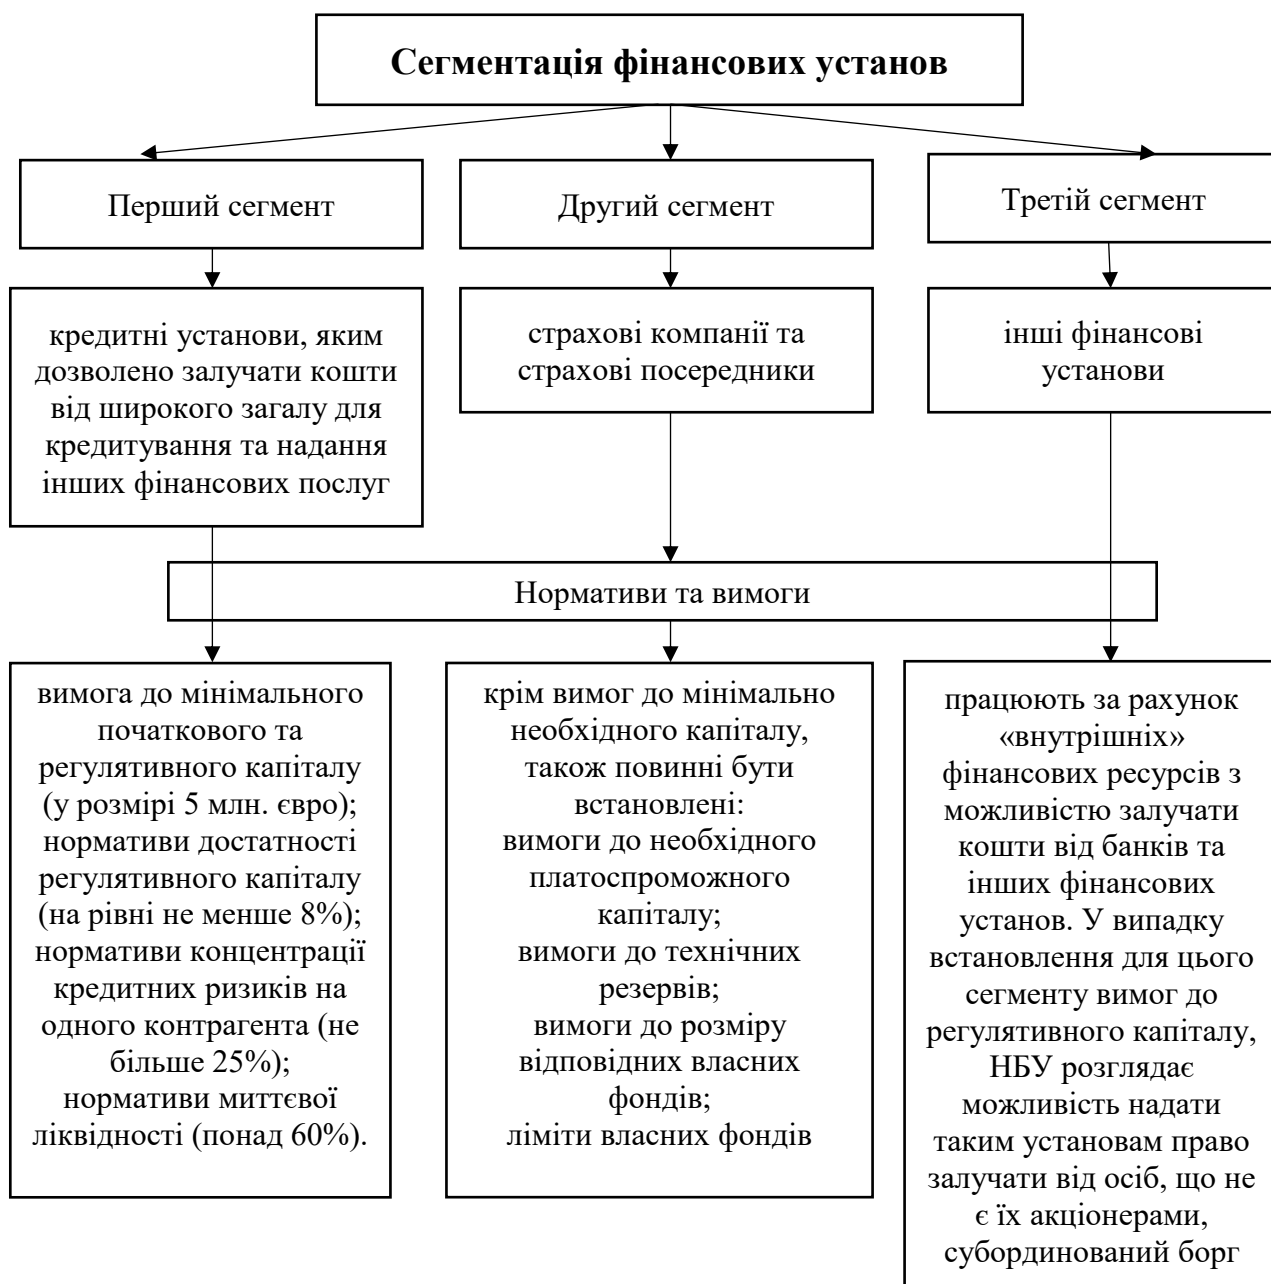 Сегментація фінансових установ
Перший сегмент
Другий сегмент
Третій сегмент
кредитні установи, яким
дозволено залучати кошти
від широкого загалу для
кредитування та надання
інших фінансових послуг
страхові компанії та
страхові посередники
інші фінансові
установи
Нормативи та вимоги
вимога до мінімального
початкового та
регулятивного капіталу
(у розмірі 5 млн. євро);
нормативи достатності
регулятивного капіталу
(на рівні не менше 8%);
нормативи концентрації
кредитних ризиків на
одного контрагента (не
більше 25%);
нормативи миттєвої
ліквідності (понад 60%).
крім вимог до мінімально
необхідного капіталу,
також повинні бути
встановлені:
вимоги до необхідного
платоспроможного
капіталу;
вимоги до технічних
резервів;
вимоги до розміру
відповідних власних
фондів;
ліміти власних фондів
працюють за рахунок
«внутрішніх»
фінансових ресурсів з
можливістю залучати
кошти від банків та
інших фінансових
установ. У випадку
встановлення для цього
сегменту вимог до
регулятивного капіталу,
НБУ розглядає
можливість надати
таким установам право
залучати від осіб, що не
є їх акціонерами,
субординований борг